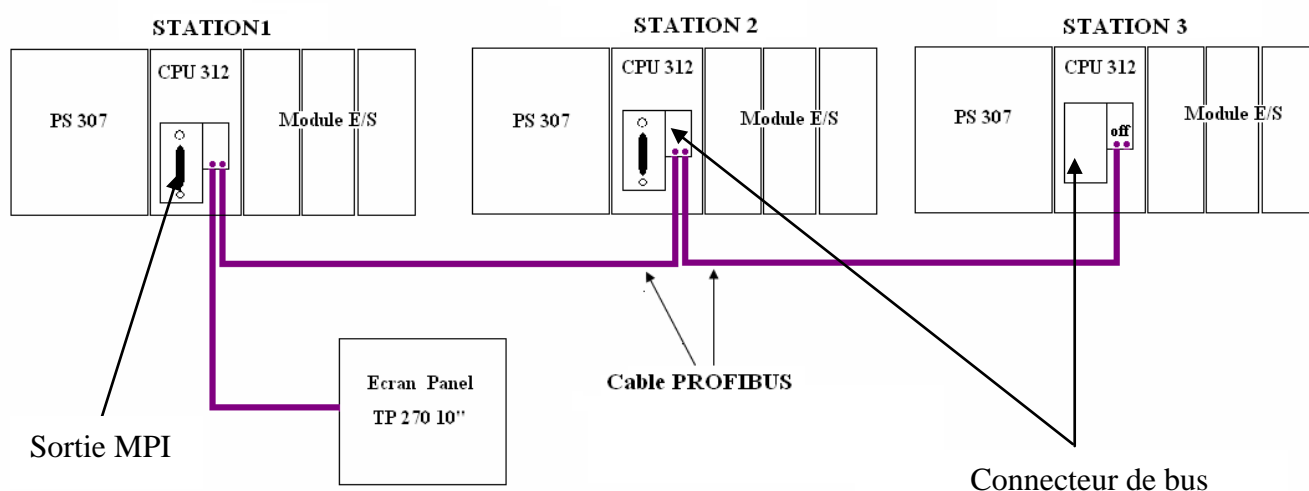 STATION1
STATION 2
STATION 3
CPU 312
CPU 312
CPU 312
PS 307
Module E/S
PS 307
Module E/S
PS 307
off
Module E/S
Ecran Panel
TP 270 10"
Cable PROFIBUS
Sortie MPI
Connecteur de bus